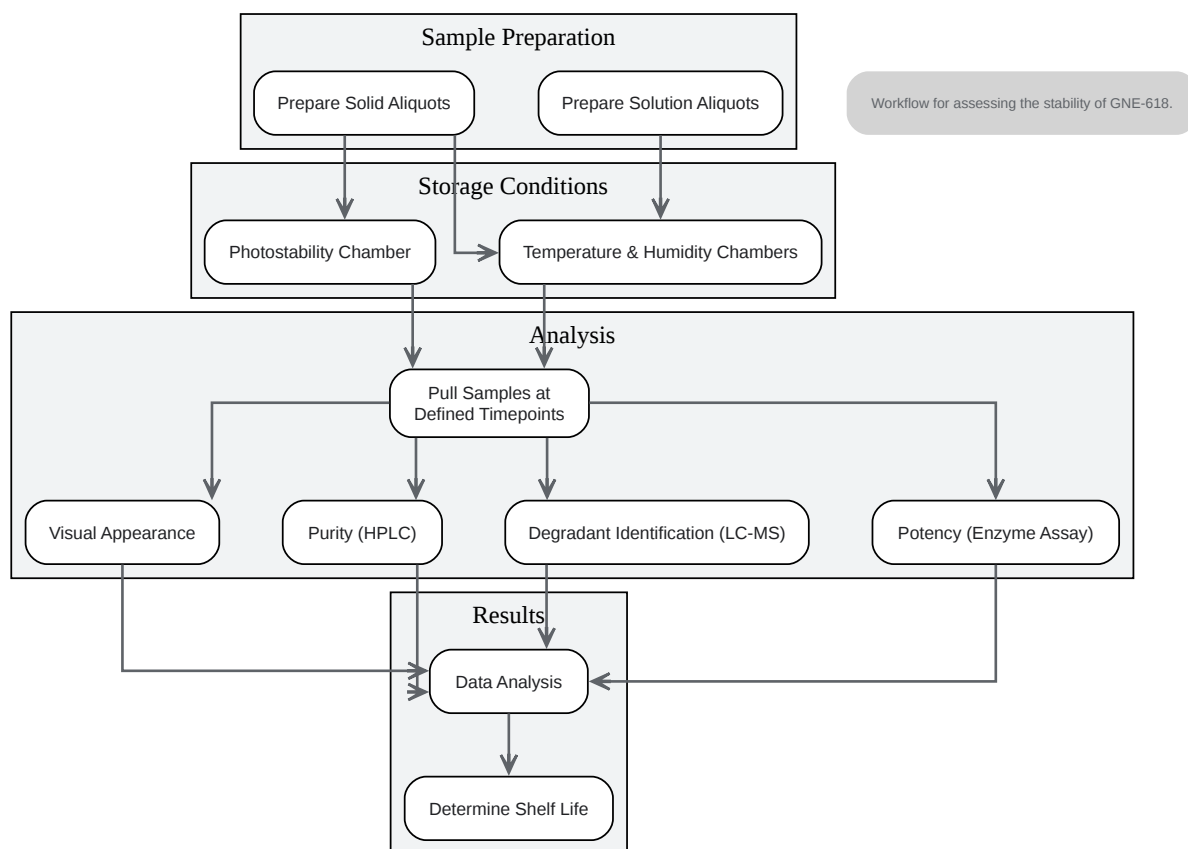 Sample Preparation
Prepare Solid Aliquots
Prepare Solution Aliquots
Workflow for assessing the stability of GNE-618.
Storage Conditions
Photostability Chamber
Temperature & Humidity Chambers
Analysis
Pull Samples at
Defined Timepoints
Visual Appearance
Purity (HPLC)
Degradant Identification (LC-MS)
Potency (Enzyme Assay)
Results
Data Analysis
Determine Shelf Life